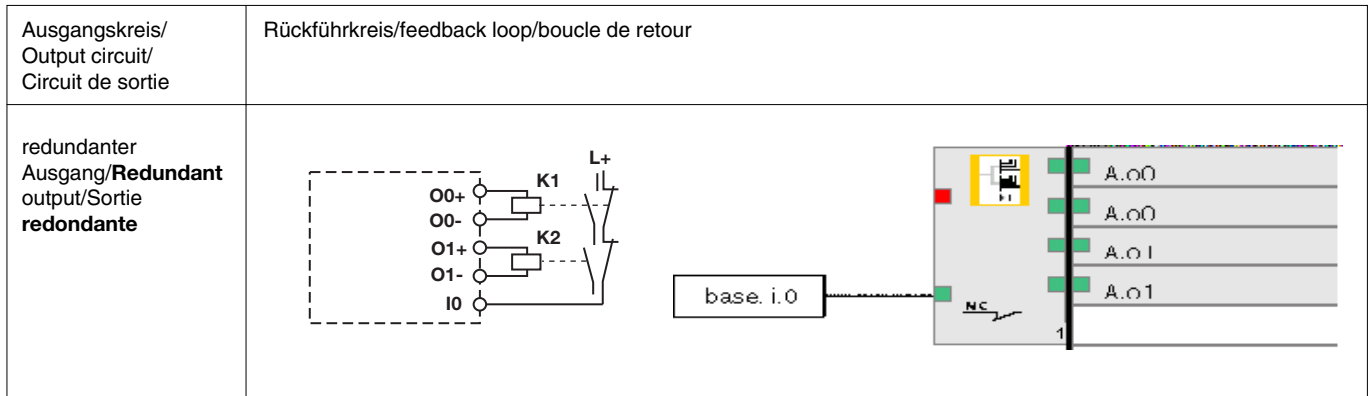 Ausgangskreis/
Output circuit/
Circuit de sortie
Rückführkreis/feedback loop/boucle de retour
redundanter
Ausgang/Redundant
output/Sortie
redondante
L+
K1
O0+
O0-
K2
O1+
O1-
I0
base. i.0
NC
1
A.o0
A.o0
A.o1
A.o1